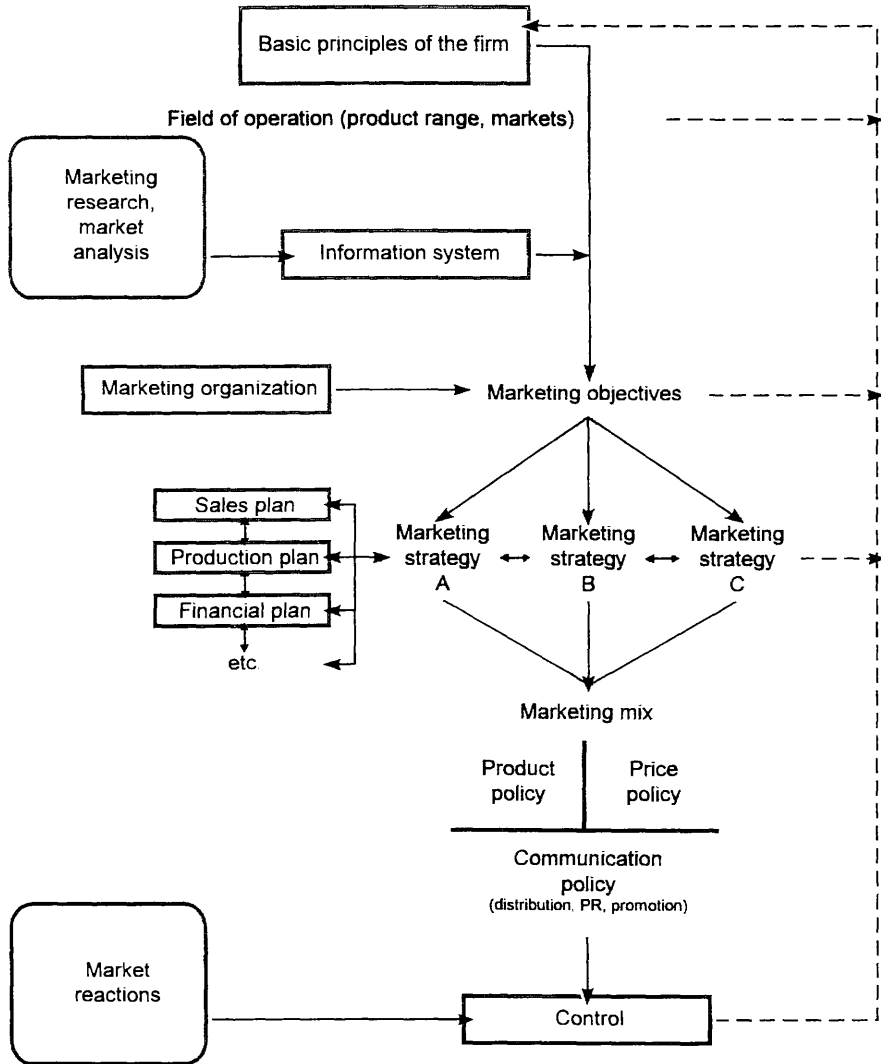 Basic principles of the firm
Field of operation (product range, markets)
Marketing
research,
market
analysis
Information system
Marketing organization
Marketing objectives
Sales plan
Production plan
Financial plan
etc.
Marketing
strategy
A
Marketing
strategy
B
Marketing
strategy
C
Marketing mix
Product
policy
Price
policy
Communication
policy
(distribution, PR, promotion)
Market
reactions
Control